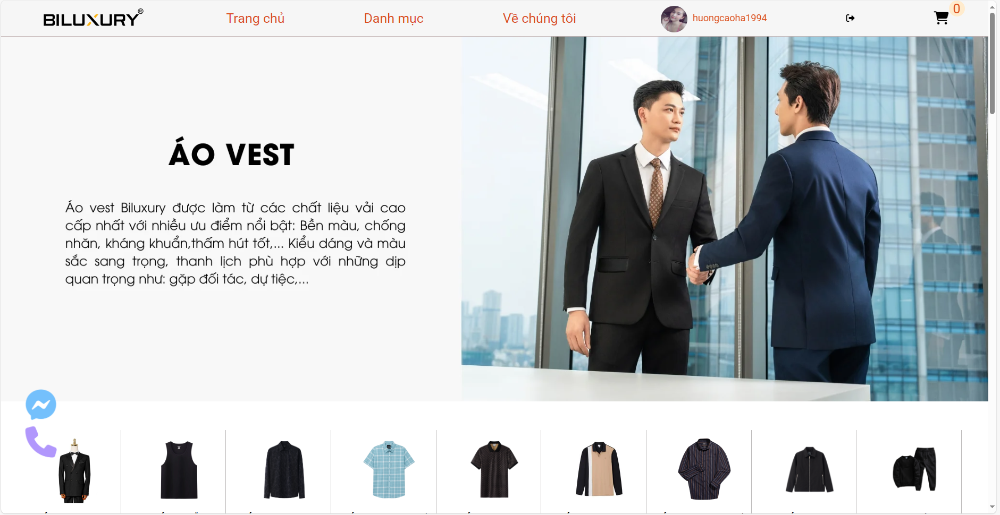 BILUXURY®
Trang chủ
Danh mục
Về chúng tôi
huongcaoha1994
0
ÁO VEST
Áo vest Biluxury được làm từ các chất liệu vải cao
cấp nhất với nhiều ưu điểm nổi bật: Bền màu, chống
nhăn, kháng khuẩn,thấm hút tốt,... Kiểu dáng và màu
sắc sang trọng, thanh lịch phù hợp với những dịp
quan trọng như: gặp đối tác, dự tiệc,...